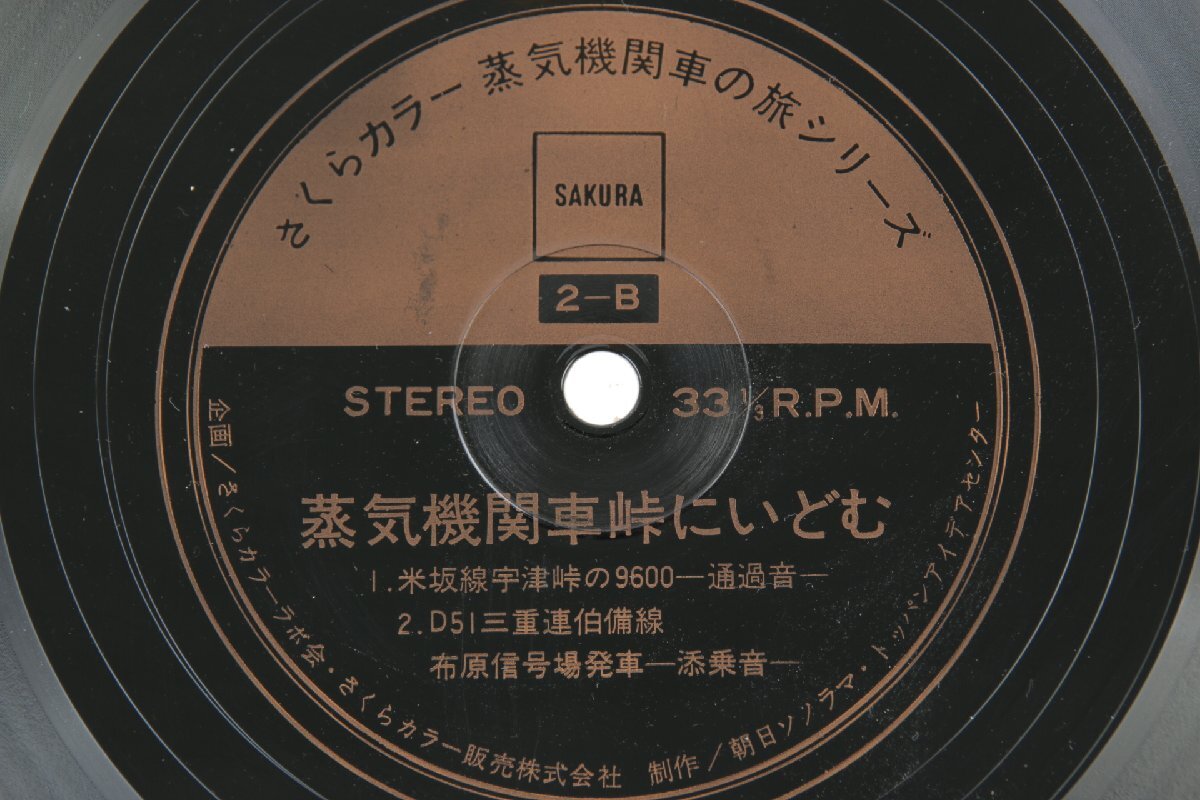 さくらカラー 蒸気機関車の旅シリーズ
SAKURA
2-B
STEREO 33 1/3 R.P.M.
蒸気機関車峠にいどむ
1.米坂線宇津峠の9600—通過音—
2.D51三重連伯備線
布原信号場発車—添乗音—
企画/さくらカラーラボ会・さくらカラー販売株式会社 制作/朝日ソノラマ・トッパンアイデアセンター